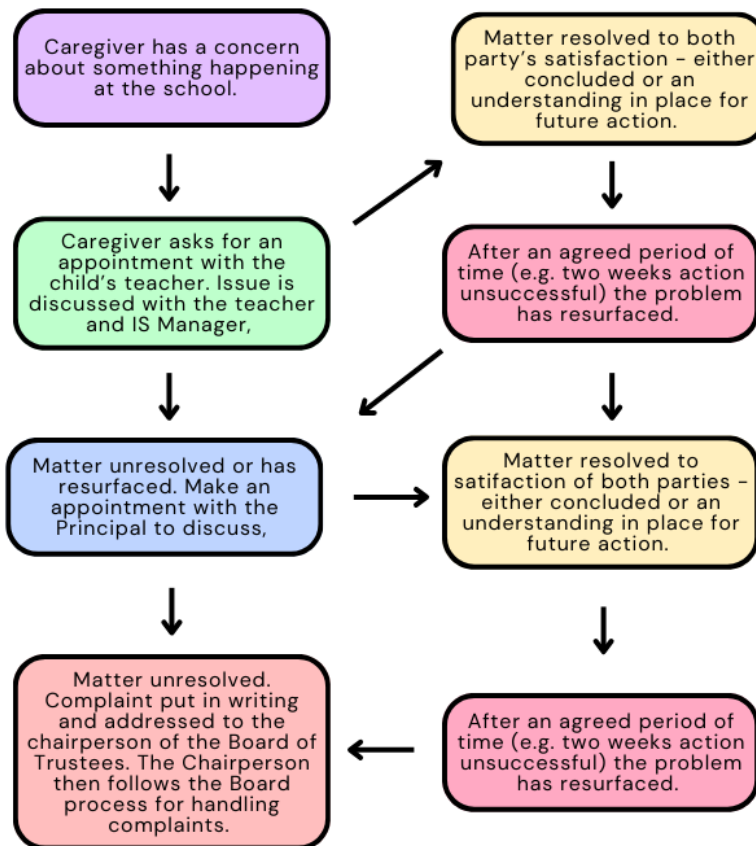 Caregiver has a concern
about something happening
at the school.
Matter resolved to both
party's satisfaction - either
concluded or an
understanding in place for
future action.
Caregiver asks for an
appointment with the
child's teacher. Issue is
discussed with the teacher
and IS Manager,
After an agreed period of
time (e.g. two weeks action
unsuccessful) the problem
has resurfaced.
Matter unresolved or has
resurfaced. Make an
appointment with the
Principal to discuss,
Matter resolved to
satifaction of both parties -
either concluded or an
understanding in place for
future action.
Matter unresolved.
Complaint put in writing
and addressed to the
chairperson of the Board of
Trustees. The Chairperson
then follows the Board
process for handling
complaints.
After an agreed period of
time (e.g. two weeks action
unsuccessful) the problem
has resurfaced.